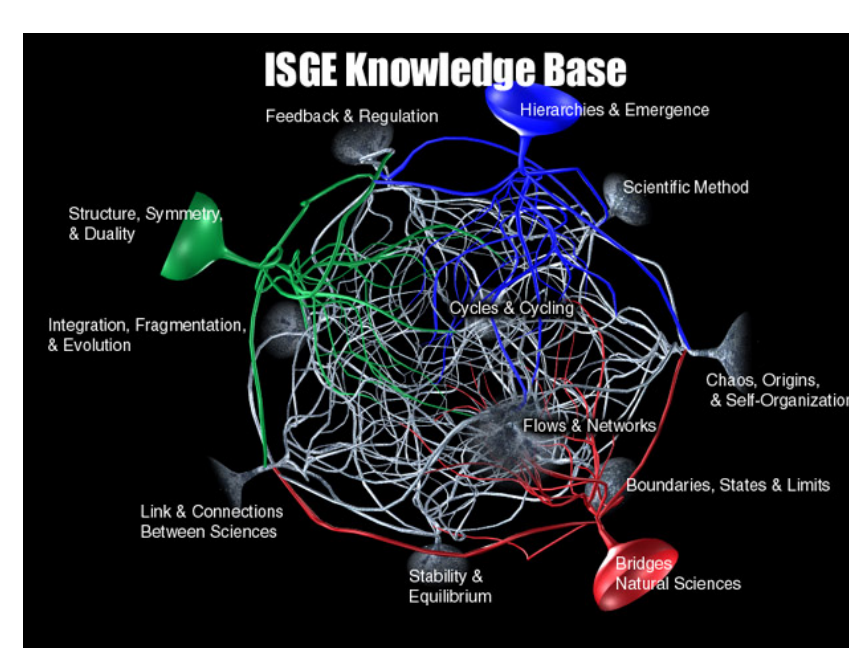 ISGE Knowledge Base
Feedback & Regulation
Hierarchies & Emergence
Scientific Method
Structure, Symmetry,
& Duality
Cycles & Cycling
Integration, Fragmentation,
& Evolution
Chaos, Origins,
& Self-Organization
Flows & Networks
Boundaries, States & Limits
Link & Connections
Between Sciences
Stability &
Equilibrium
Bridges
Natural Sciences